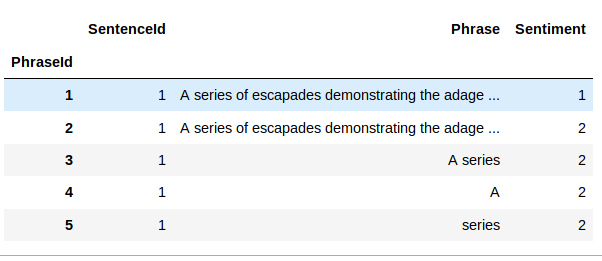 SentenceId Phrase Sentiment
PhraseId
1 1 A series of escapades demonstrating the adage ... 1
2 1 A series of escapades demonstrating the adage ... 2
3 1 A series 2
4 1 A 2
5 1 series 2